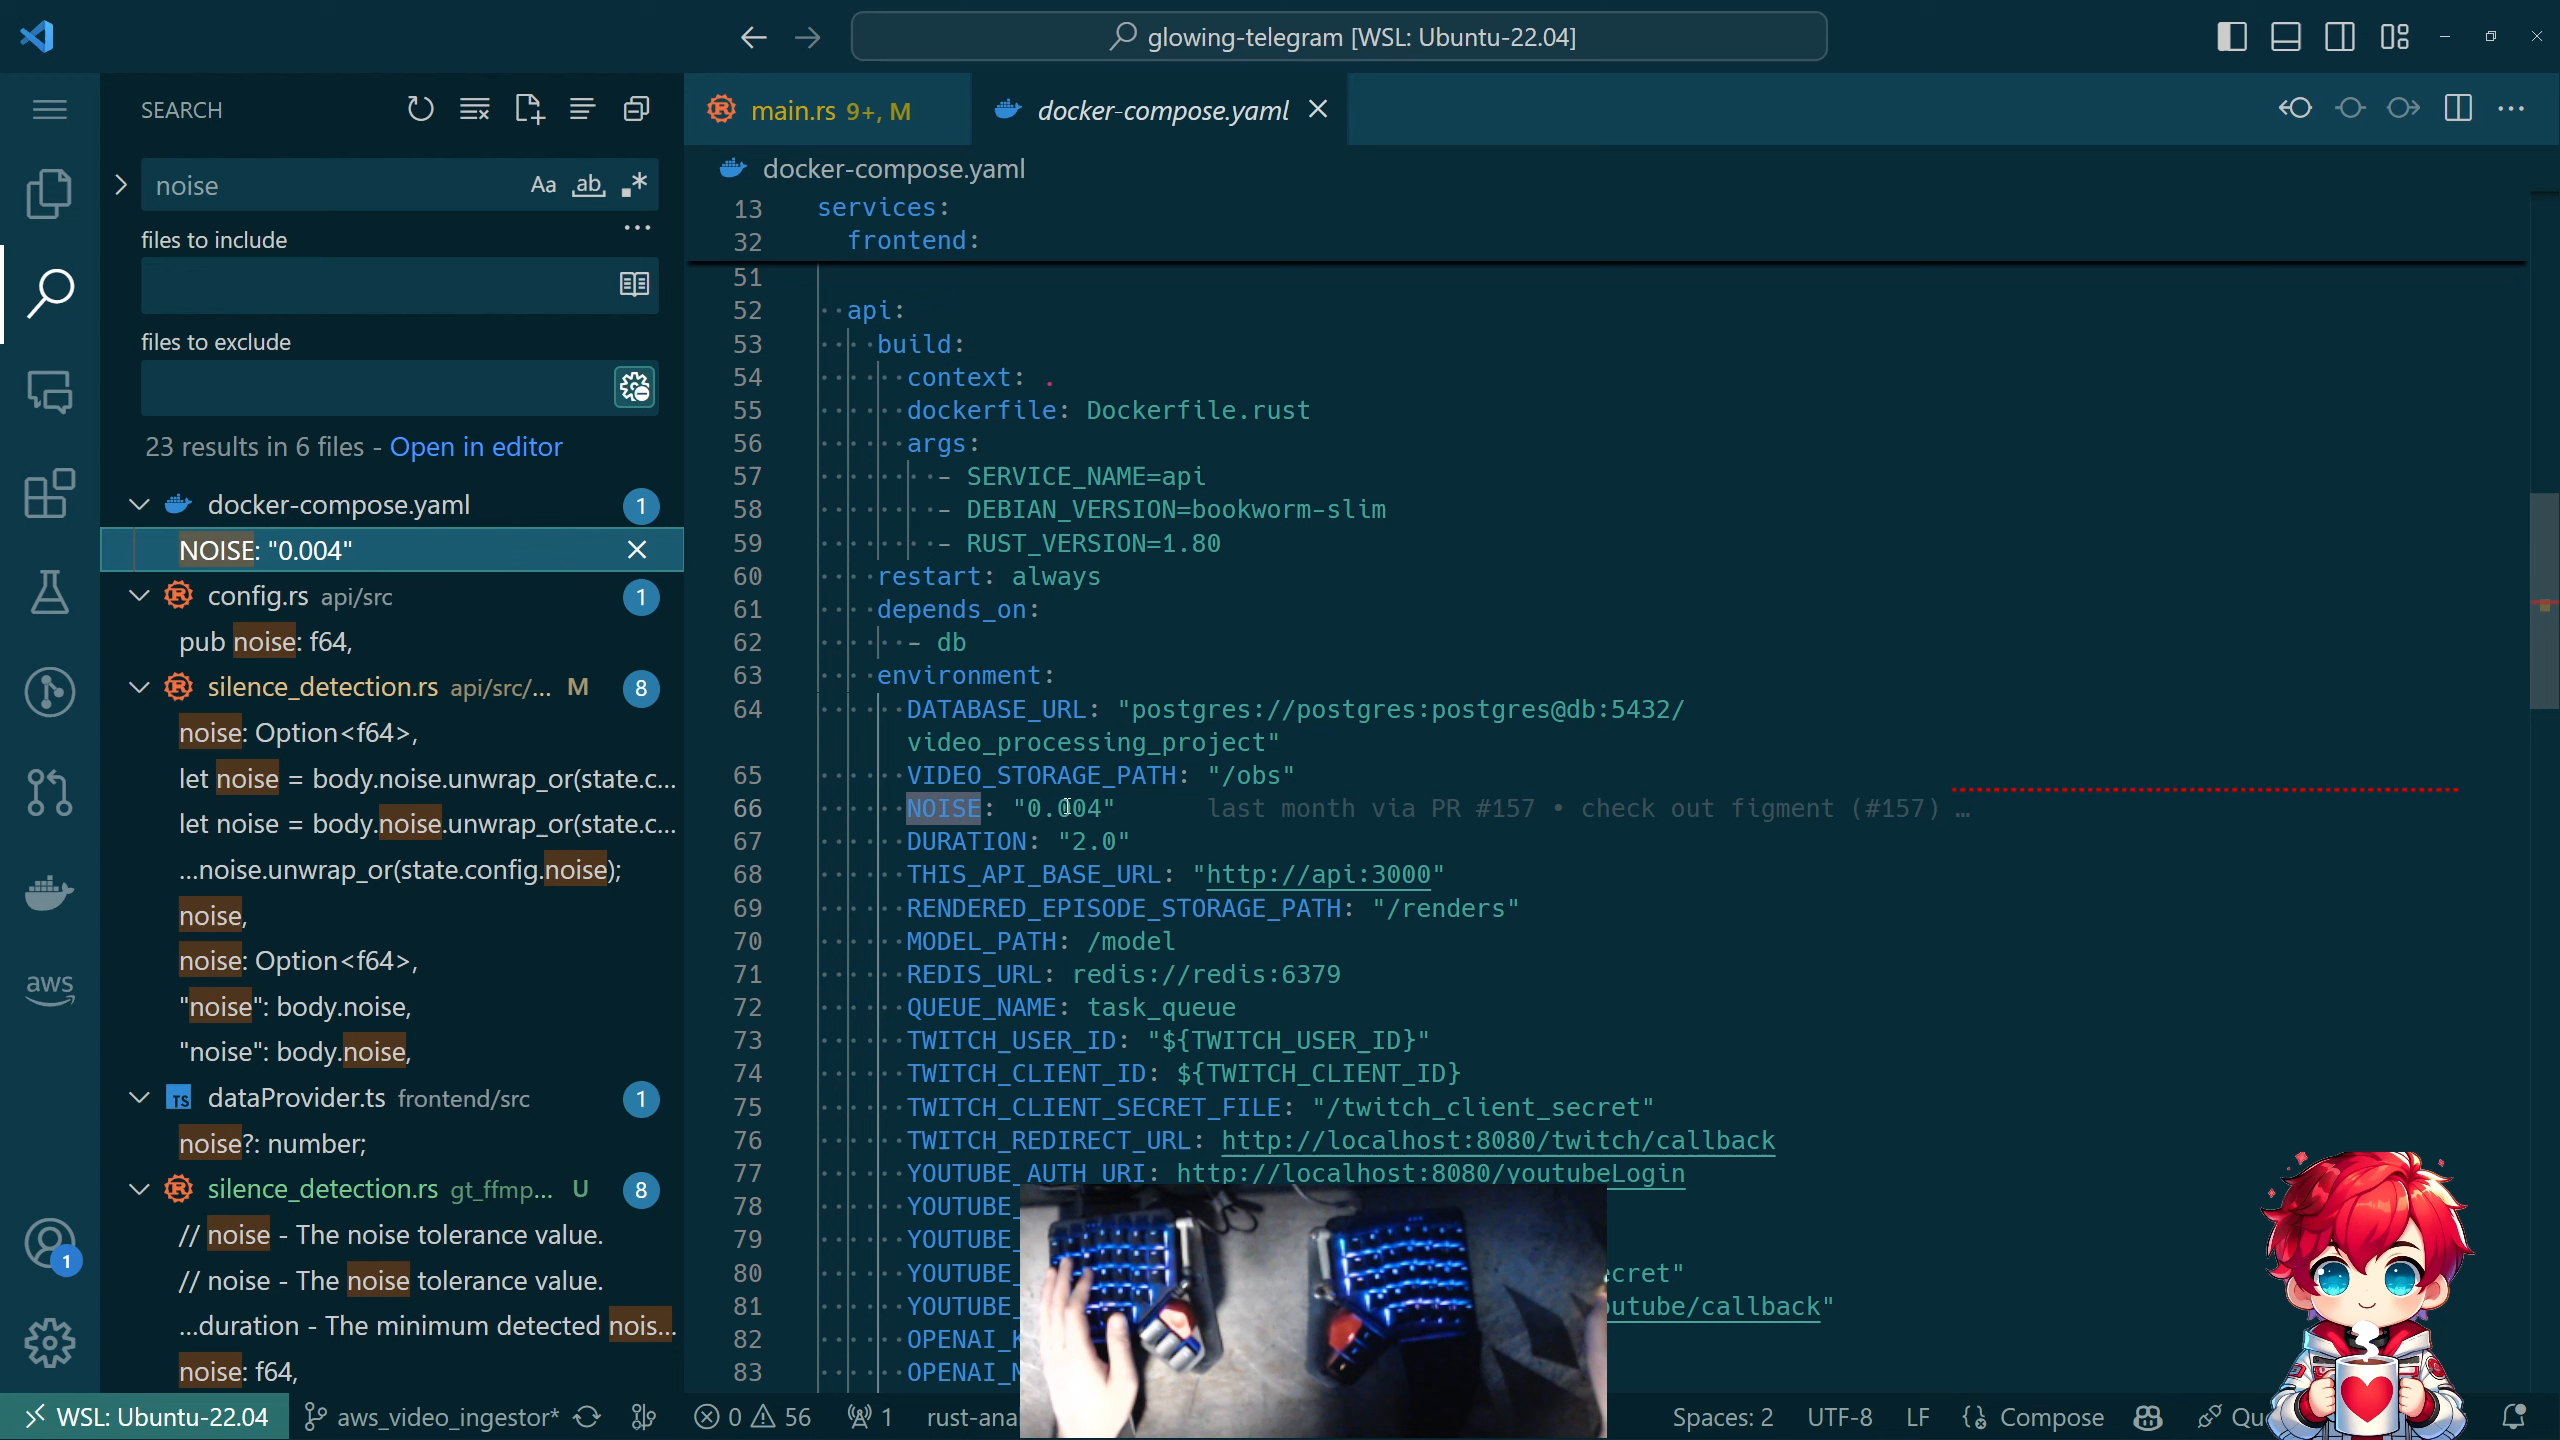 glowing-telegram [WSL: Ubuntu-22.04]
SEARCH
noise
Aa
ab
files to include
files to exclude
23 results in 6 files - Open in editor
docker-compose.yaml
1
NOISE: "0.004"
config.rs api/src
1
pub noise: f64,
silence_detection.rs api/src/... M
8
noise: Option<f64>,
let noise = body.noise.unwrap_or(state.c...
let noise = body.noise.unwrap_or(state.c...
...noise.unwrap_or(state.config.noise);
noise,
noise: Option<f64>,
"noise": body.noise,
"noise": body.noise,
TS dataProvider.ts frontend/src
1
noise?: number;
silence_detection.rs gt_ffmp... U
8
// noise - The noise tolerance value.
// noise - The noise tolerance value.
...duration - The minimum detected nois...
noise: f64,
aws
1
main.rs 9+, M
docker-compose.yaml
docker-compose.yaml
13 services:
32 frontend:
51
52 api:
53 build:
54 context: .
55 dockerfile: Dockerfile.rust
56 args:
57 - SERVICE_NAME=api
58 - DEBIAN_VERSION=bookworm-slim
59 - RUST_VERSION=1.80
60 restart: always
61 depends_on:
62 - db
63 environment:
64 DATABASE_URL: "postgres://postgres:postgres@db:5432/
video_processing_project"
65 VIDEO_STORAGE_PATH: "/obs"
66 NOISE: "0.004" last month via PR #157 • check out figment (#157) …
67 DURATION: "2.0"
68 THIS_API_BASE_URL: "http://api:3000"
69 RENDERED_EPISODE_STORAGE_PATH: "/renders"
70 MODEL_PATH: /model
71 REDIS_URL: redis://redis:6379
72 QUEUE_NAME: task_queue
73 TWITCH_USER_ID: "${TWITCH_USER_ID}"
74 TWITCH_CLIENT_ID: ${TWITCH_CLIENT_ID}
75 TWITCH_CLIENT_SECRET_FILE: "/twitch_client_secret"
76 TWITCH_REDIRECT_URL: http://localhost:8080/twitch/callback
77 YOUTUBE_AUTH_URI: http://localhost:8080/youtubeLogin
78 YOUTUBE_
79 YOUTUBE_
80 YOUTUBE_ cret"
81 YOUTUBE_ outube/callback"
82 OPENAI_
83 OPENAI_
WSL: Ubuntu-22.04 aws_video_ingestor* 0 56 1 rust-ana Spaces: 2 UTF-8 LF Compose Qu